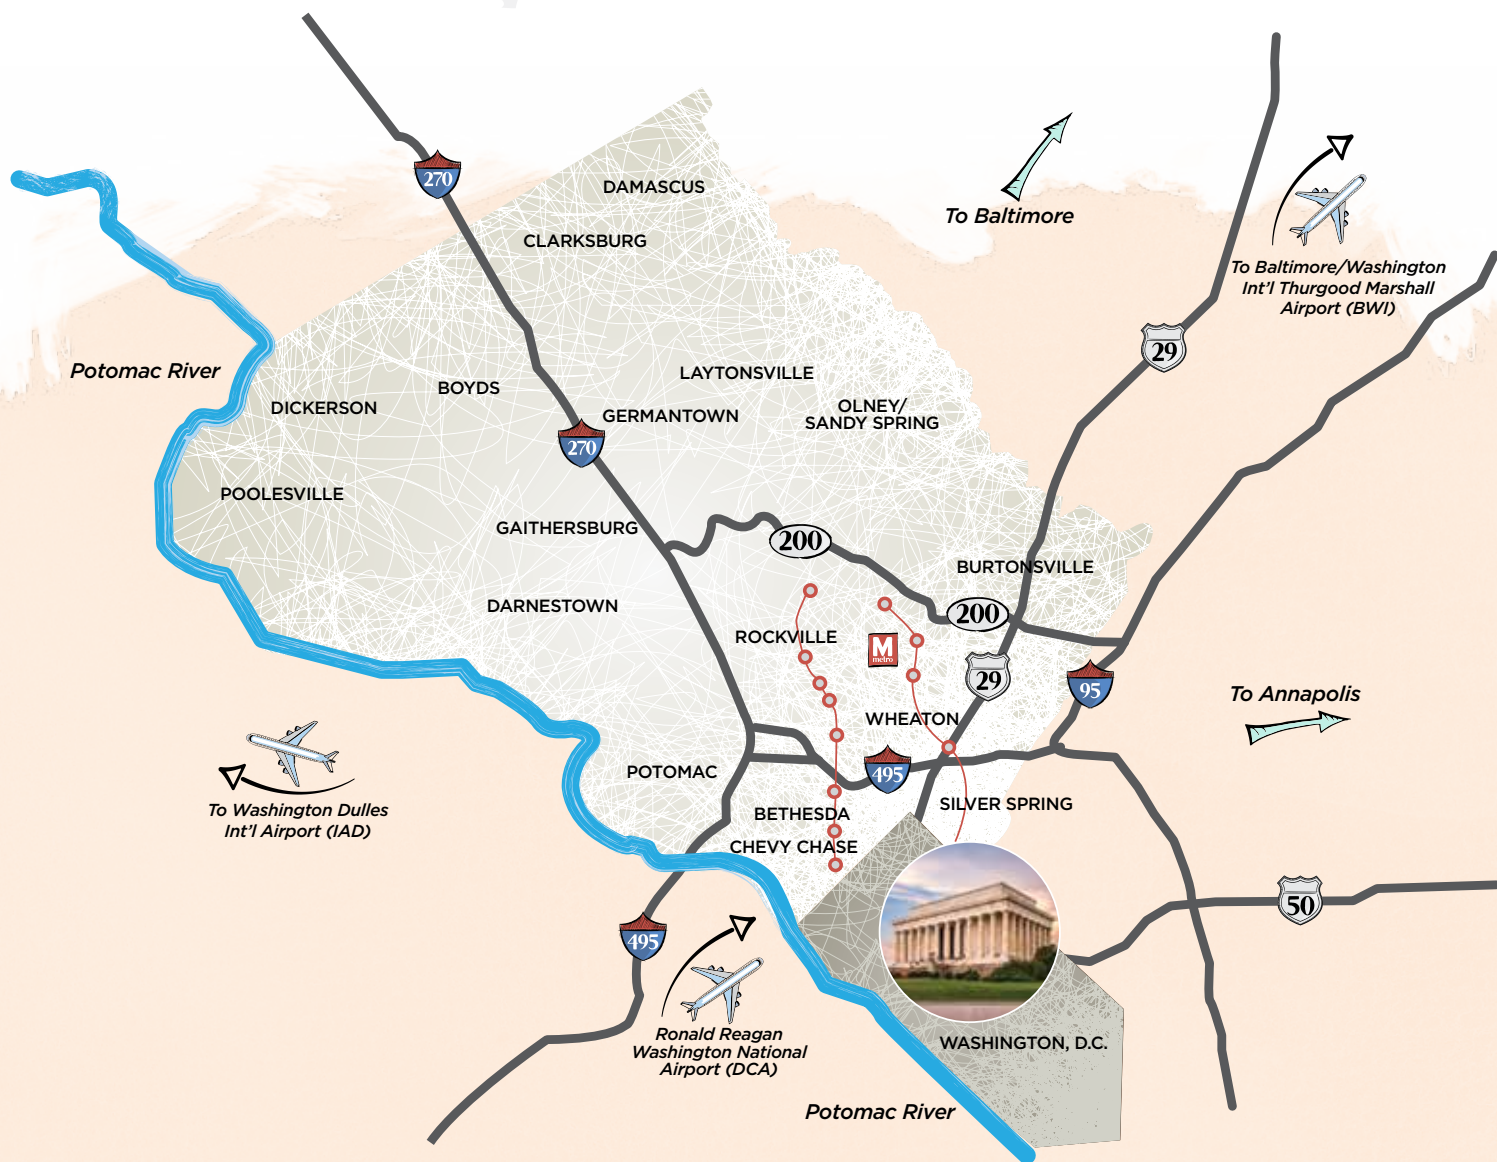 270
DAMASCUS
To Baltimore
CLARKSBURG
To Baltimore/Washington
Int'l Thurgood Marshall
Airport (BWI)
29
Potomac River
LAYTONSVILLE
BOYDS
DICKERSON
OLNEY/
SANDY SPRING
GERMANTOWN
270
POOLESVILLE
GAITHERSBURG
200
BURTONSVILLE
DARNESTOWN
200
ROCKVILLE
M
metro
29
95
To Annapolis
WHEATON
POTOMAC
495
SILVER SPRING
To Washington Dulles
Int'l Airport (IAD)
BETHESDA
CHEVY CHASE
50
495
Ronald Reagan
Washington National
Airport (DCA)
WASHINGTON, D.C.
Potomac River